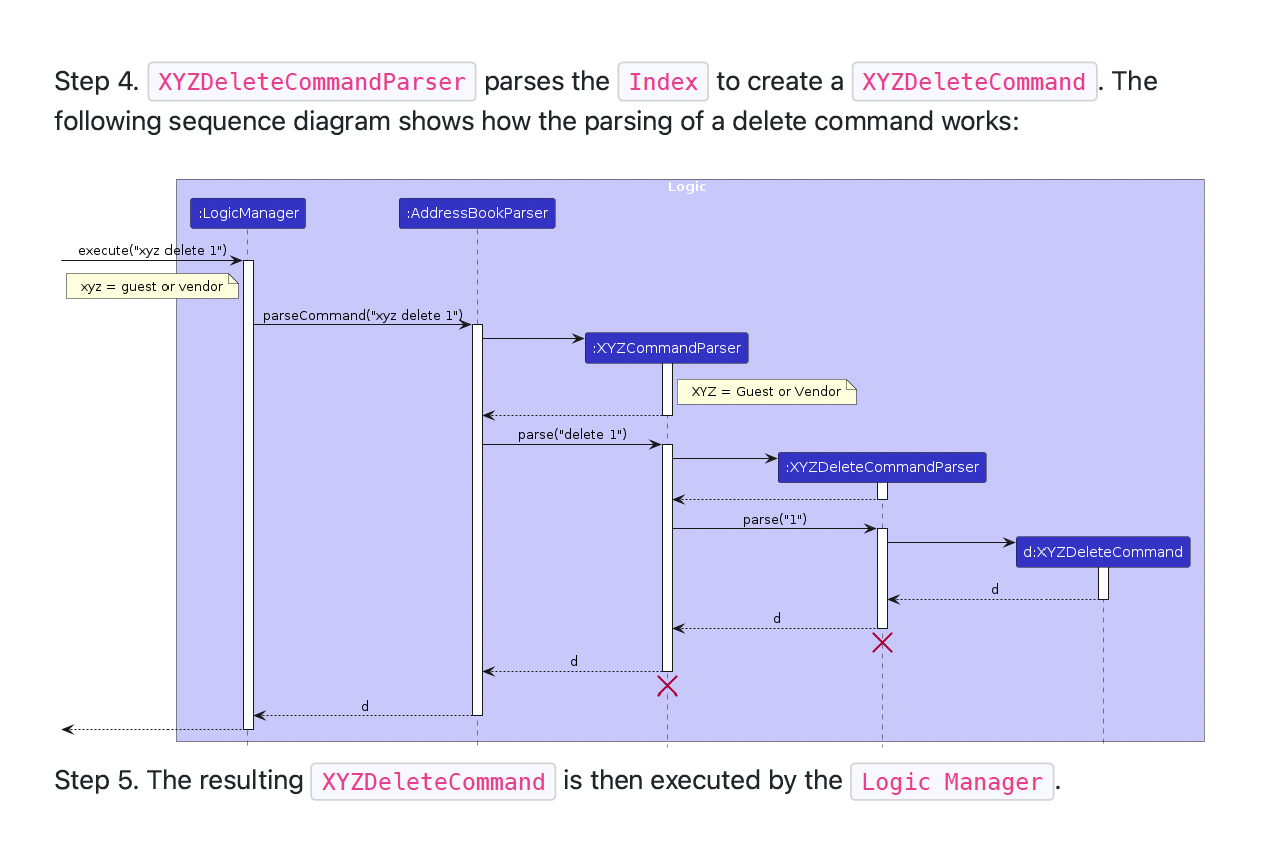 Step 4. XYZDeleteCommandParser parses the Index to create a XYZDeleteCommand. The
following sequence diagram shows how the parsing of a delete command works:
Logic
:LogicManager
:AddressBookParser
execute("xyz delete 1")
xyz = guest or vendor
parseCommand("xyz delete 1")
:XYZCommandParser
XYZ = Guest or Vendor
parse("delete 1")
:XYZDeleteCommandParser
parse("1")
d:XYZDeleteCommand
d
d
d
d
Step 5. The resulting XYZDeleteCommand is then executed by the Logic Manager.